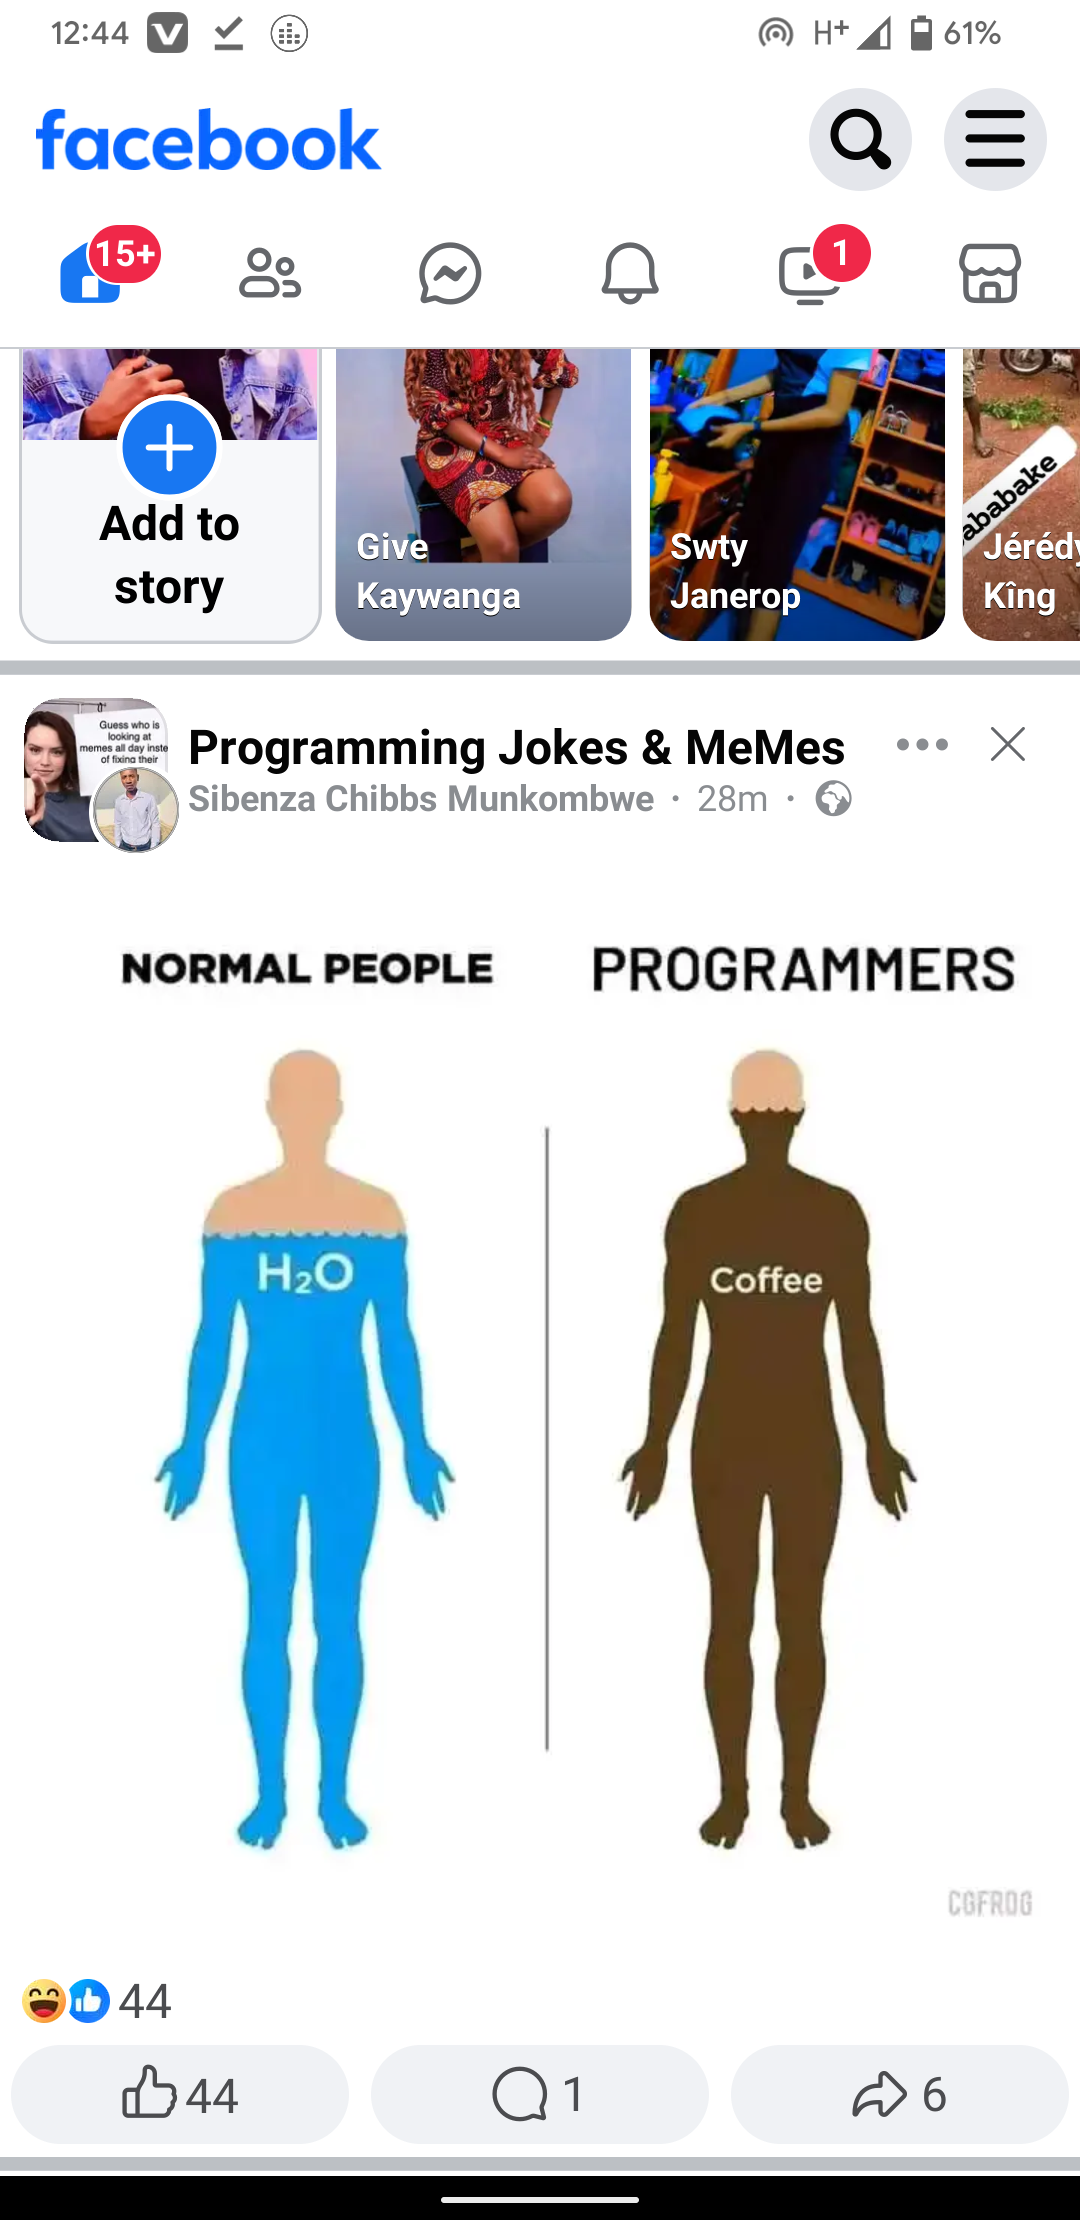 12:44
H+
61%
facebook
15+
1
Add to
story
Give
Kaywanga
Swty
Janerop
ababake
Jérédy
Kîng
Guess who is
looking at
memes all day inste
of fixing their
Programming Jokes & MeMes
Sibenza Chibbs Munkombwe · 28m ·
NORMAL PEOPLE
PROGRAMMERS
H₂O
Coffee
CGFROG
44
44
1
6